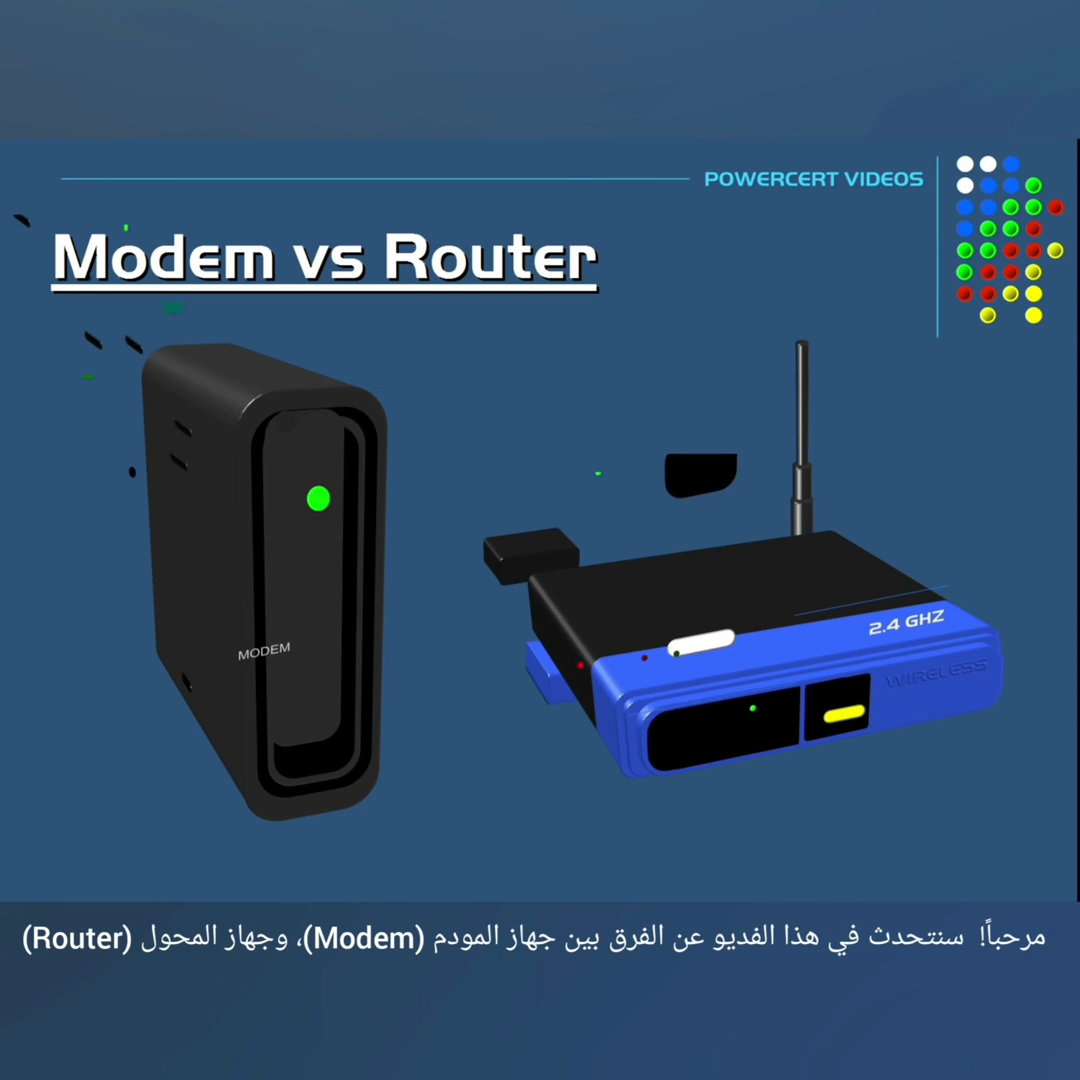 POWERCERT VIDEOS
Modem vs Router
MODEM
2.4 GHZ
WIRELESS
مرحباً! سنتحدث في هذا الفديو عن الفرق بين جهاز المودم (Modem)، وجهاز المحول (Router)